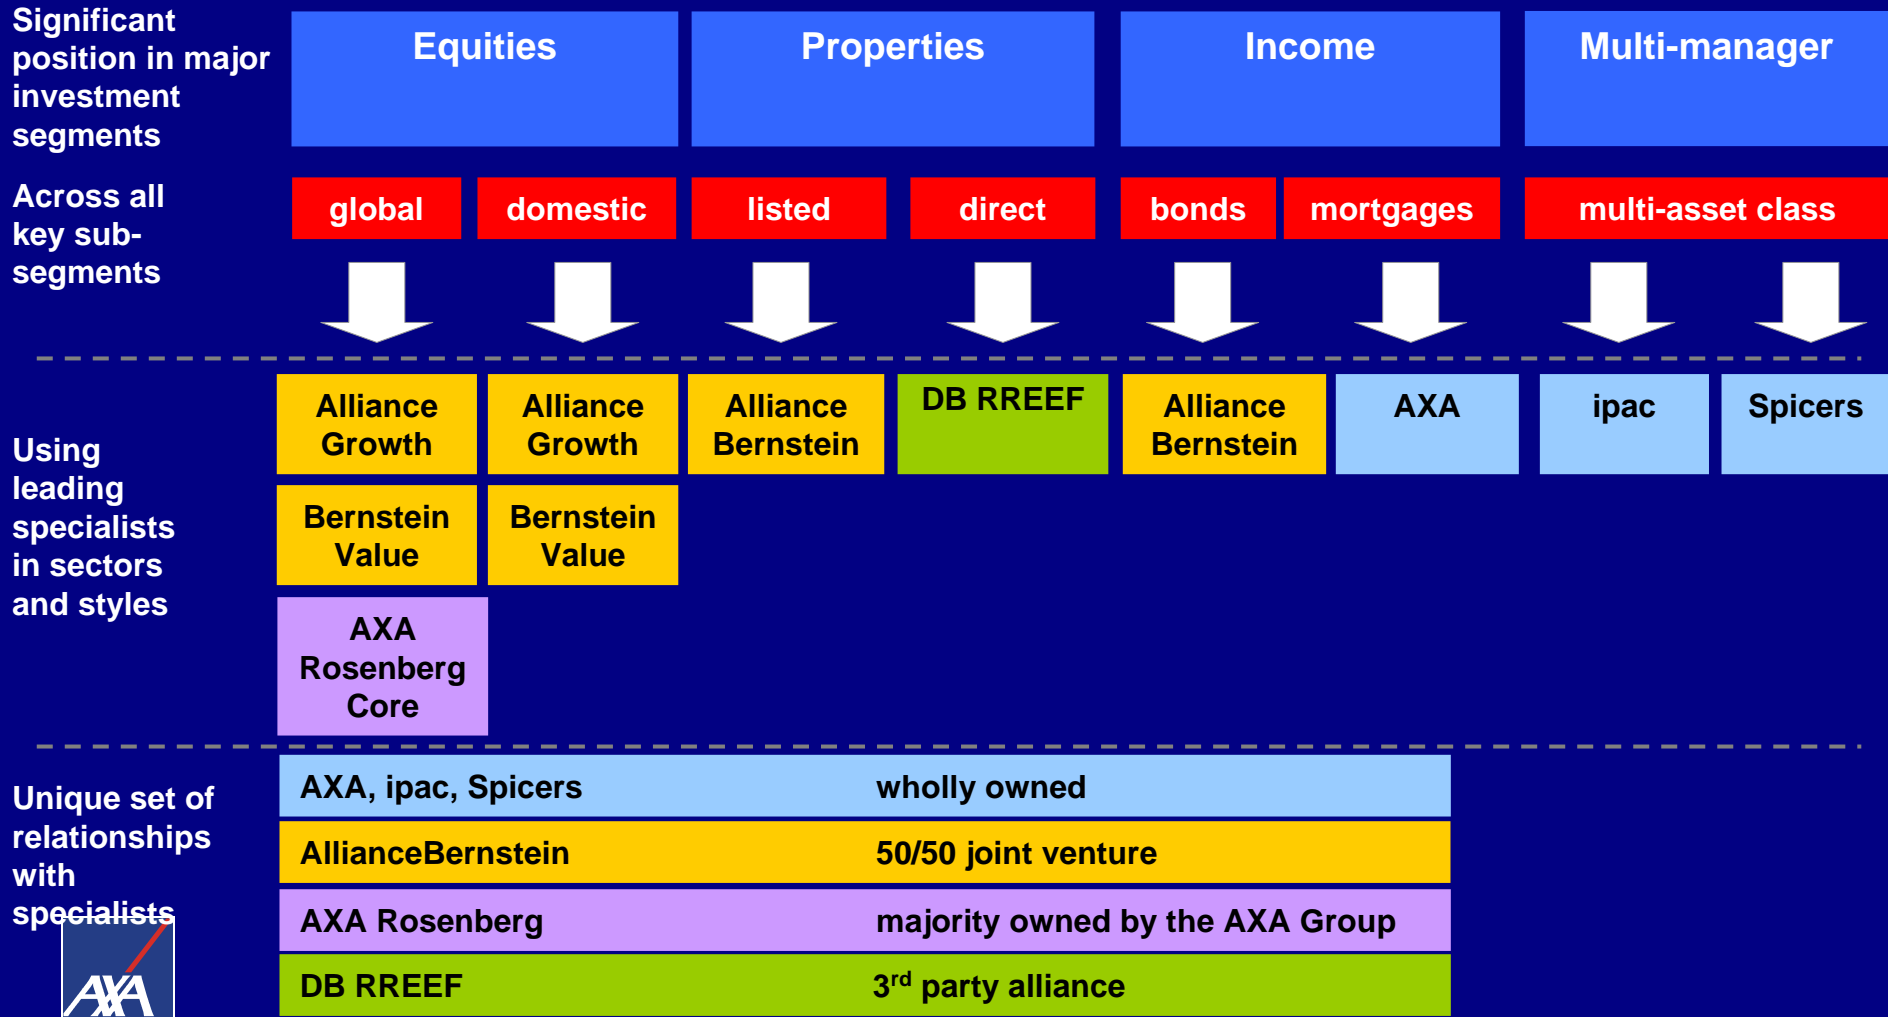 Significant
position in major
investment
segments
Equities
Properties
Income
Multi-manager
Across all
key sub-
segments
global
domestic
listed
direct
bonds
mortgages
multi-asset class
Using
leading
specialists
in sectors
and styles
Alliance
Growth
Alliance
Growth
Alliance
Bernstein
DB RREEF
Alliance
Bernstein
AXA
ipac
Spicers
Bernstein
Value
Bernstein
Value
AXA
Rosenberg
Core
Unique set of
relationships
with
specialists
AXA, ipac, Spicers wholly owned
AllianceBernstein 50/50 joint venture
AXA Rosenberg majority owned by the AXA Group
DB RREEF 3rd party alliance
AXA